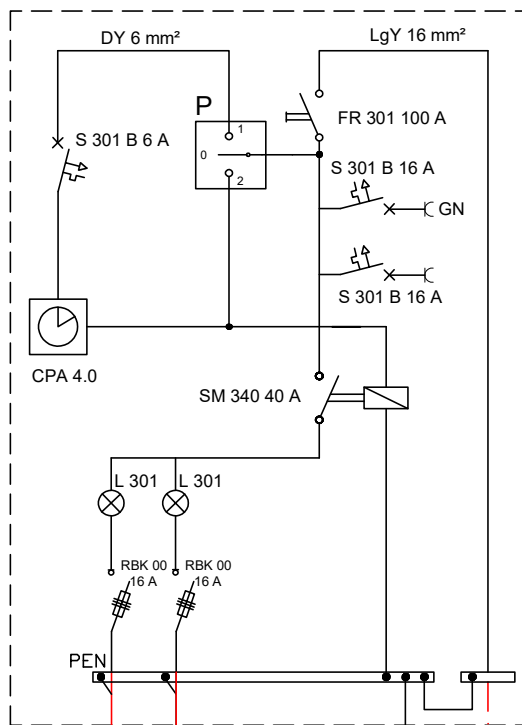 DY 6 mm²
LgY 16 mm²
P
1
FR 301 100 A
S 301 B 6 A
0
S 301 B 16 A
2
GN
S 301 B 16 A
CPA 4.0
SM 340 40 A
L 301
L 301
RBK 00
16 A
RBK 00
16 A
PEN